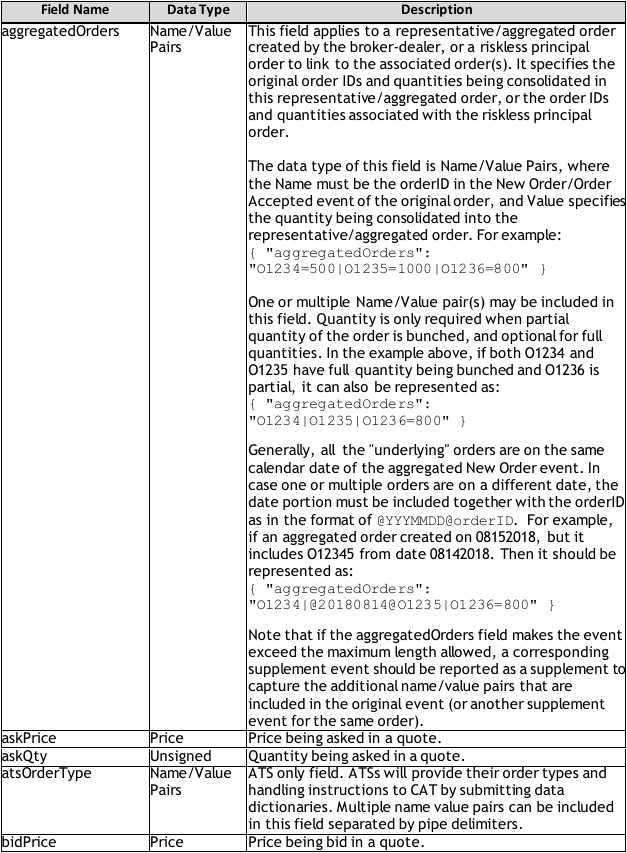 Field Name Data Type Description
aggregatedOrders Name/Value This field applies to a representative/aggregated order
Pairs created by the broker-dealer, or a riskless principal
order to link to the associated order(s). It specifies the
original order IDs and quantities being consolidated in
this representative/aggregated order, or the order IDs
and quantities associated with the riskless principal
order.
The data type of this field is Name/Value Pairs, where
the Name must be the orderID in the New Order/Order
Accepted event of the original order, and Value specifies
the quantity being consolidated into the
representative/aggregated order. For example:
{ "aggregatedOrders":
"O1234=500|O1235=1000|O1236=800" }
One or multiple Name/Value pair(s) may be included in
this field. Quantity is only required when partial
quantity of the order is bunched, and optional for full
quantities. In the example above, if both O1234 and
O1235 have full quantity being bunched and O1236 is
partial, it can also be represented as:
{ "aggregatedOrders":
"O1234|O1235|O1236=800" }
Generally, all the "underlying" orders are on the same
calendar date of the aggregated New Order event. In
case one or multiple orders are on a different date, the
date portion must be included together with the orderID
as in the format of @YYYMMDD@orderID. For example,
if an aggregated order created on 08152018, but it
includes O12345 from date 08142018. Then it should be
represented as:
{ "aggregatedOrders":
"O1234|@20180814@O1235|O1236=800" }
Note that if the aggregatedOrders field makes the event
exceed the maximum length allowed, a corresponding
supplement event should be reported as a supplement to
capture the additional name/value pairs that are
included in the original event (or another supplement
event for the same order).
askPrice Price Price being asked in a quote.
askQty Unsigned Quantity being asked in a quote.
atsOrderType Name/Value ATS only field. ATSs will provide their order types and
Pairs handling instructions to CAT by submitting data
dictionaries. Multiple name value pairs can be included
in this field separated by pipe delimiters.
bidPrice Price Price being bid in a quote.